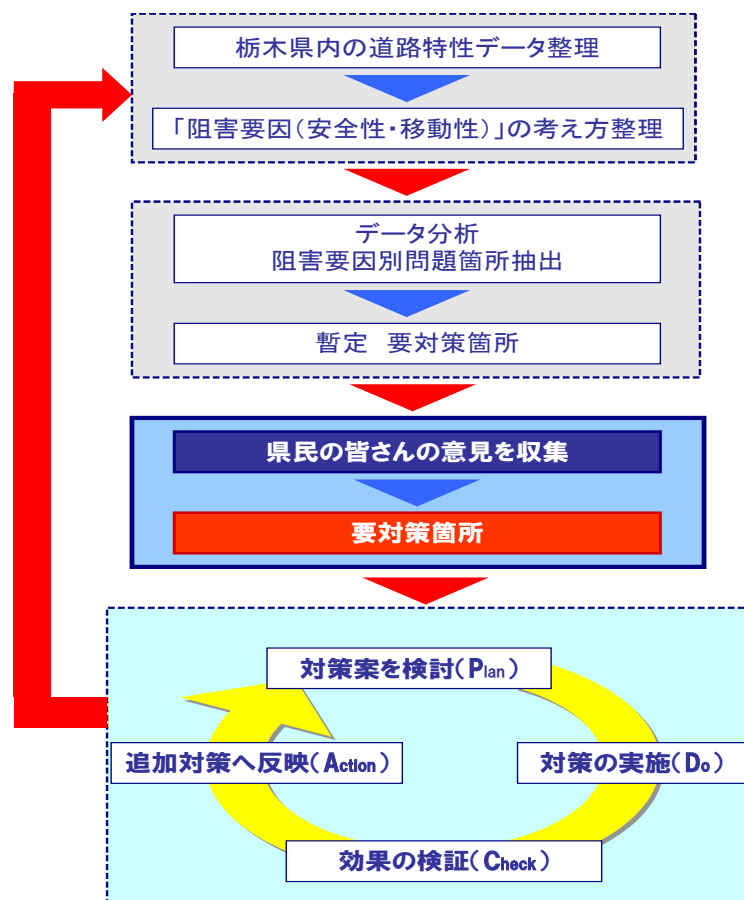 栃木県内の道路特性データ整理
「阻害要因(安全性・移動性)」の考え方整理
データ分析
阻害要因別問題箇所抽出
暫定 要対策箇所
県民の皆さんの意見を収集
要対策箇所
対策案を検討(Plan)
追加対策へ反映(Action)
対策の実施(Do)
効果の検証(Check)